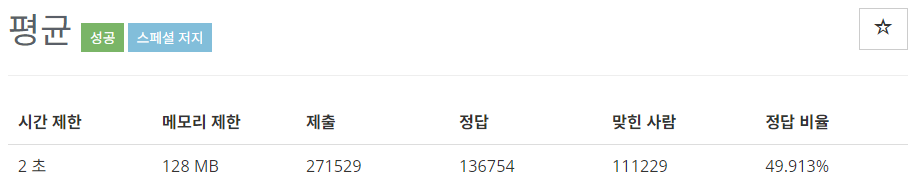 평균 성공 스페셜 저지
시간 제한 메모리 제한 제출 정답 맞힌 사람 정답 비율
2 초 128 MB 271529 136754 111229 49.913%